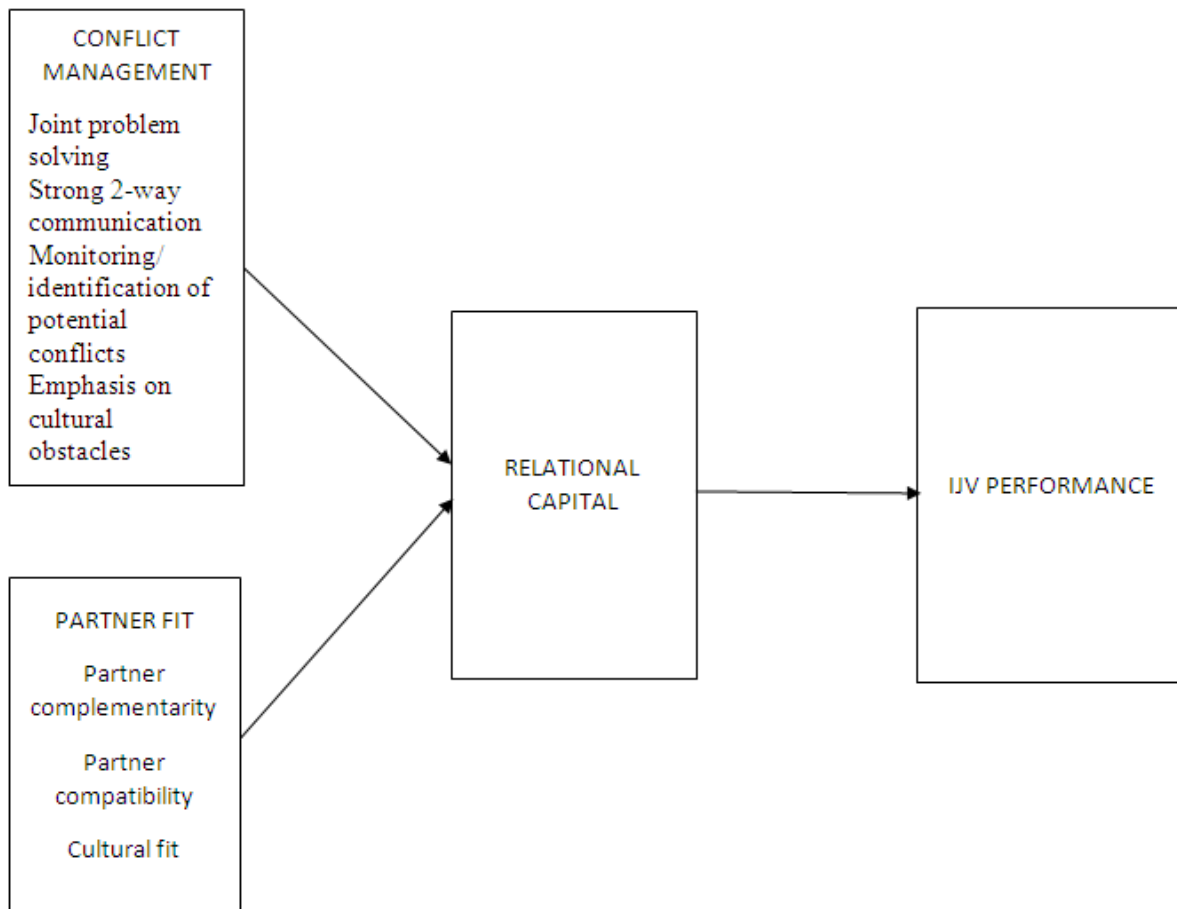 CONFLICT
MANAGEMENT
Joint problem
solving
Strong 2-way
communication
Monitoring/
identification of
potential
conflicts
Emphasis on
cultural
obstacles
PARTNER FIT
Partner
complementarity
Partner
compatibility
Cultural fit
RELATIONAL
CAPITAL
IJV PERFORMANCE